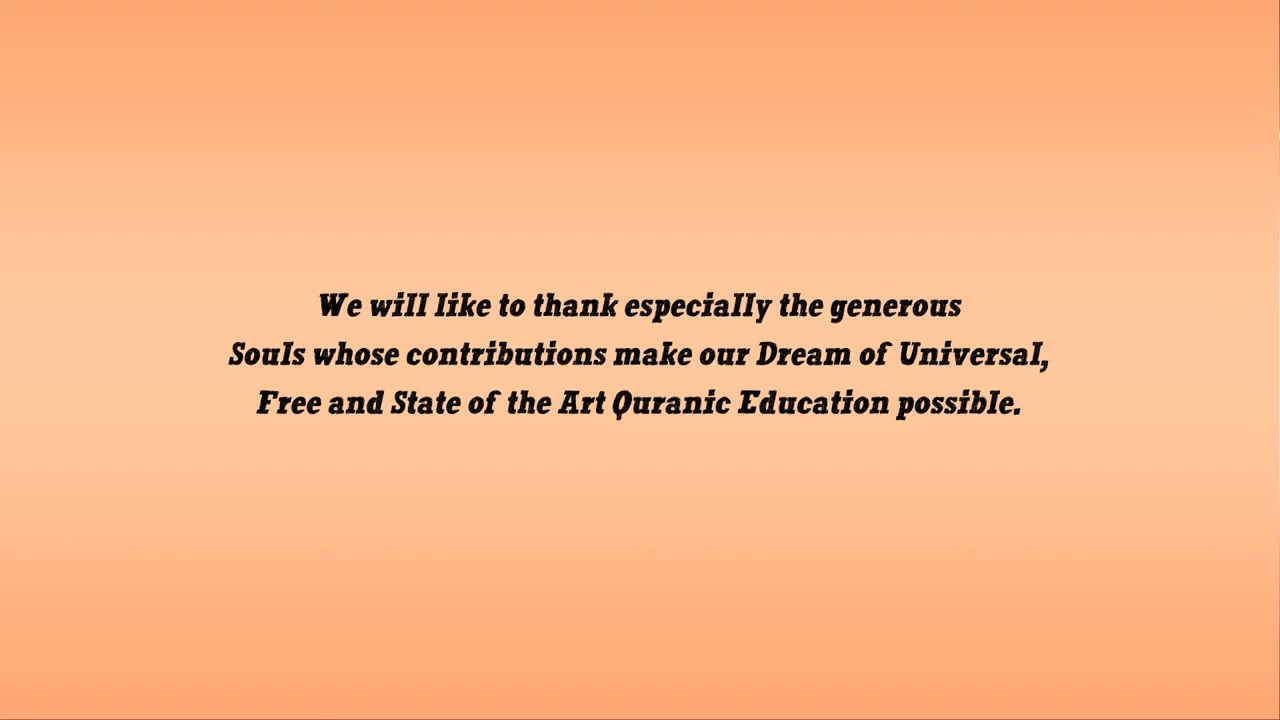 We will like to thank especially the generous
Souls whose contributions make our Dream of Universal,
Free and State of the Art Quranic Education possible.